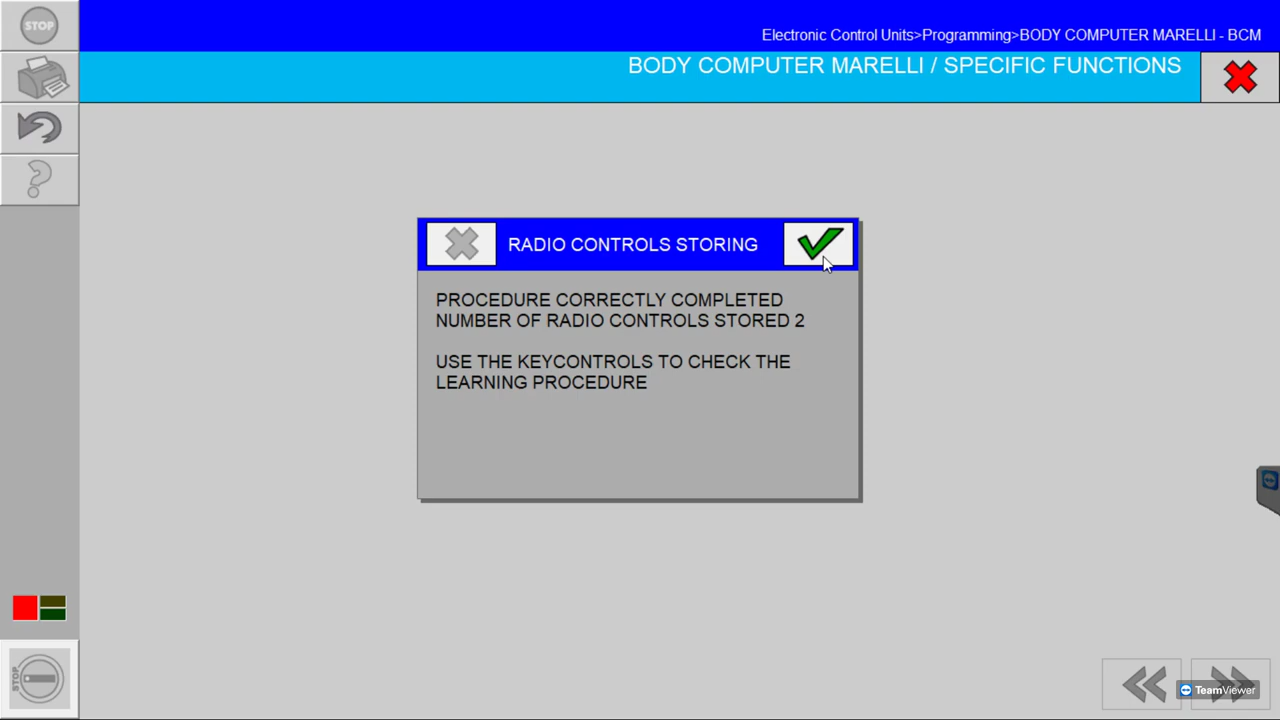 STOP
Electronic Control Units>Programming>BODY COMPUTER MARELLI - BCM
BODY COMPUTER MARELLI / SPECIFIC FUNCTIONS
RADIO CONTROLS STORING
PROCEDURE CORRECTLY COMPLETED
NUMBER OF RADIO CONTROLS STORED 2
USE THE KEYCONTROLS TO CHECK THE
LEARNING PROCEDURE
STOP
TeamViewer